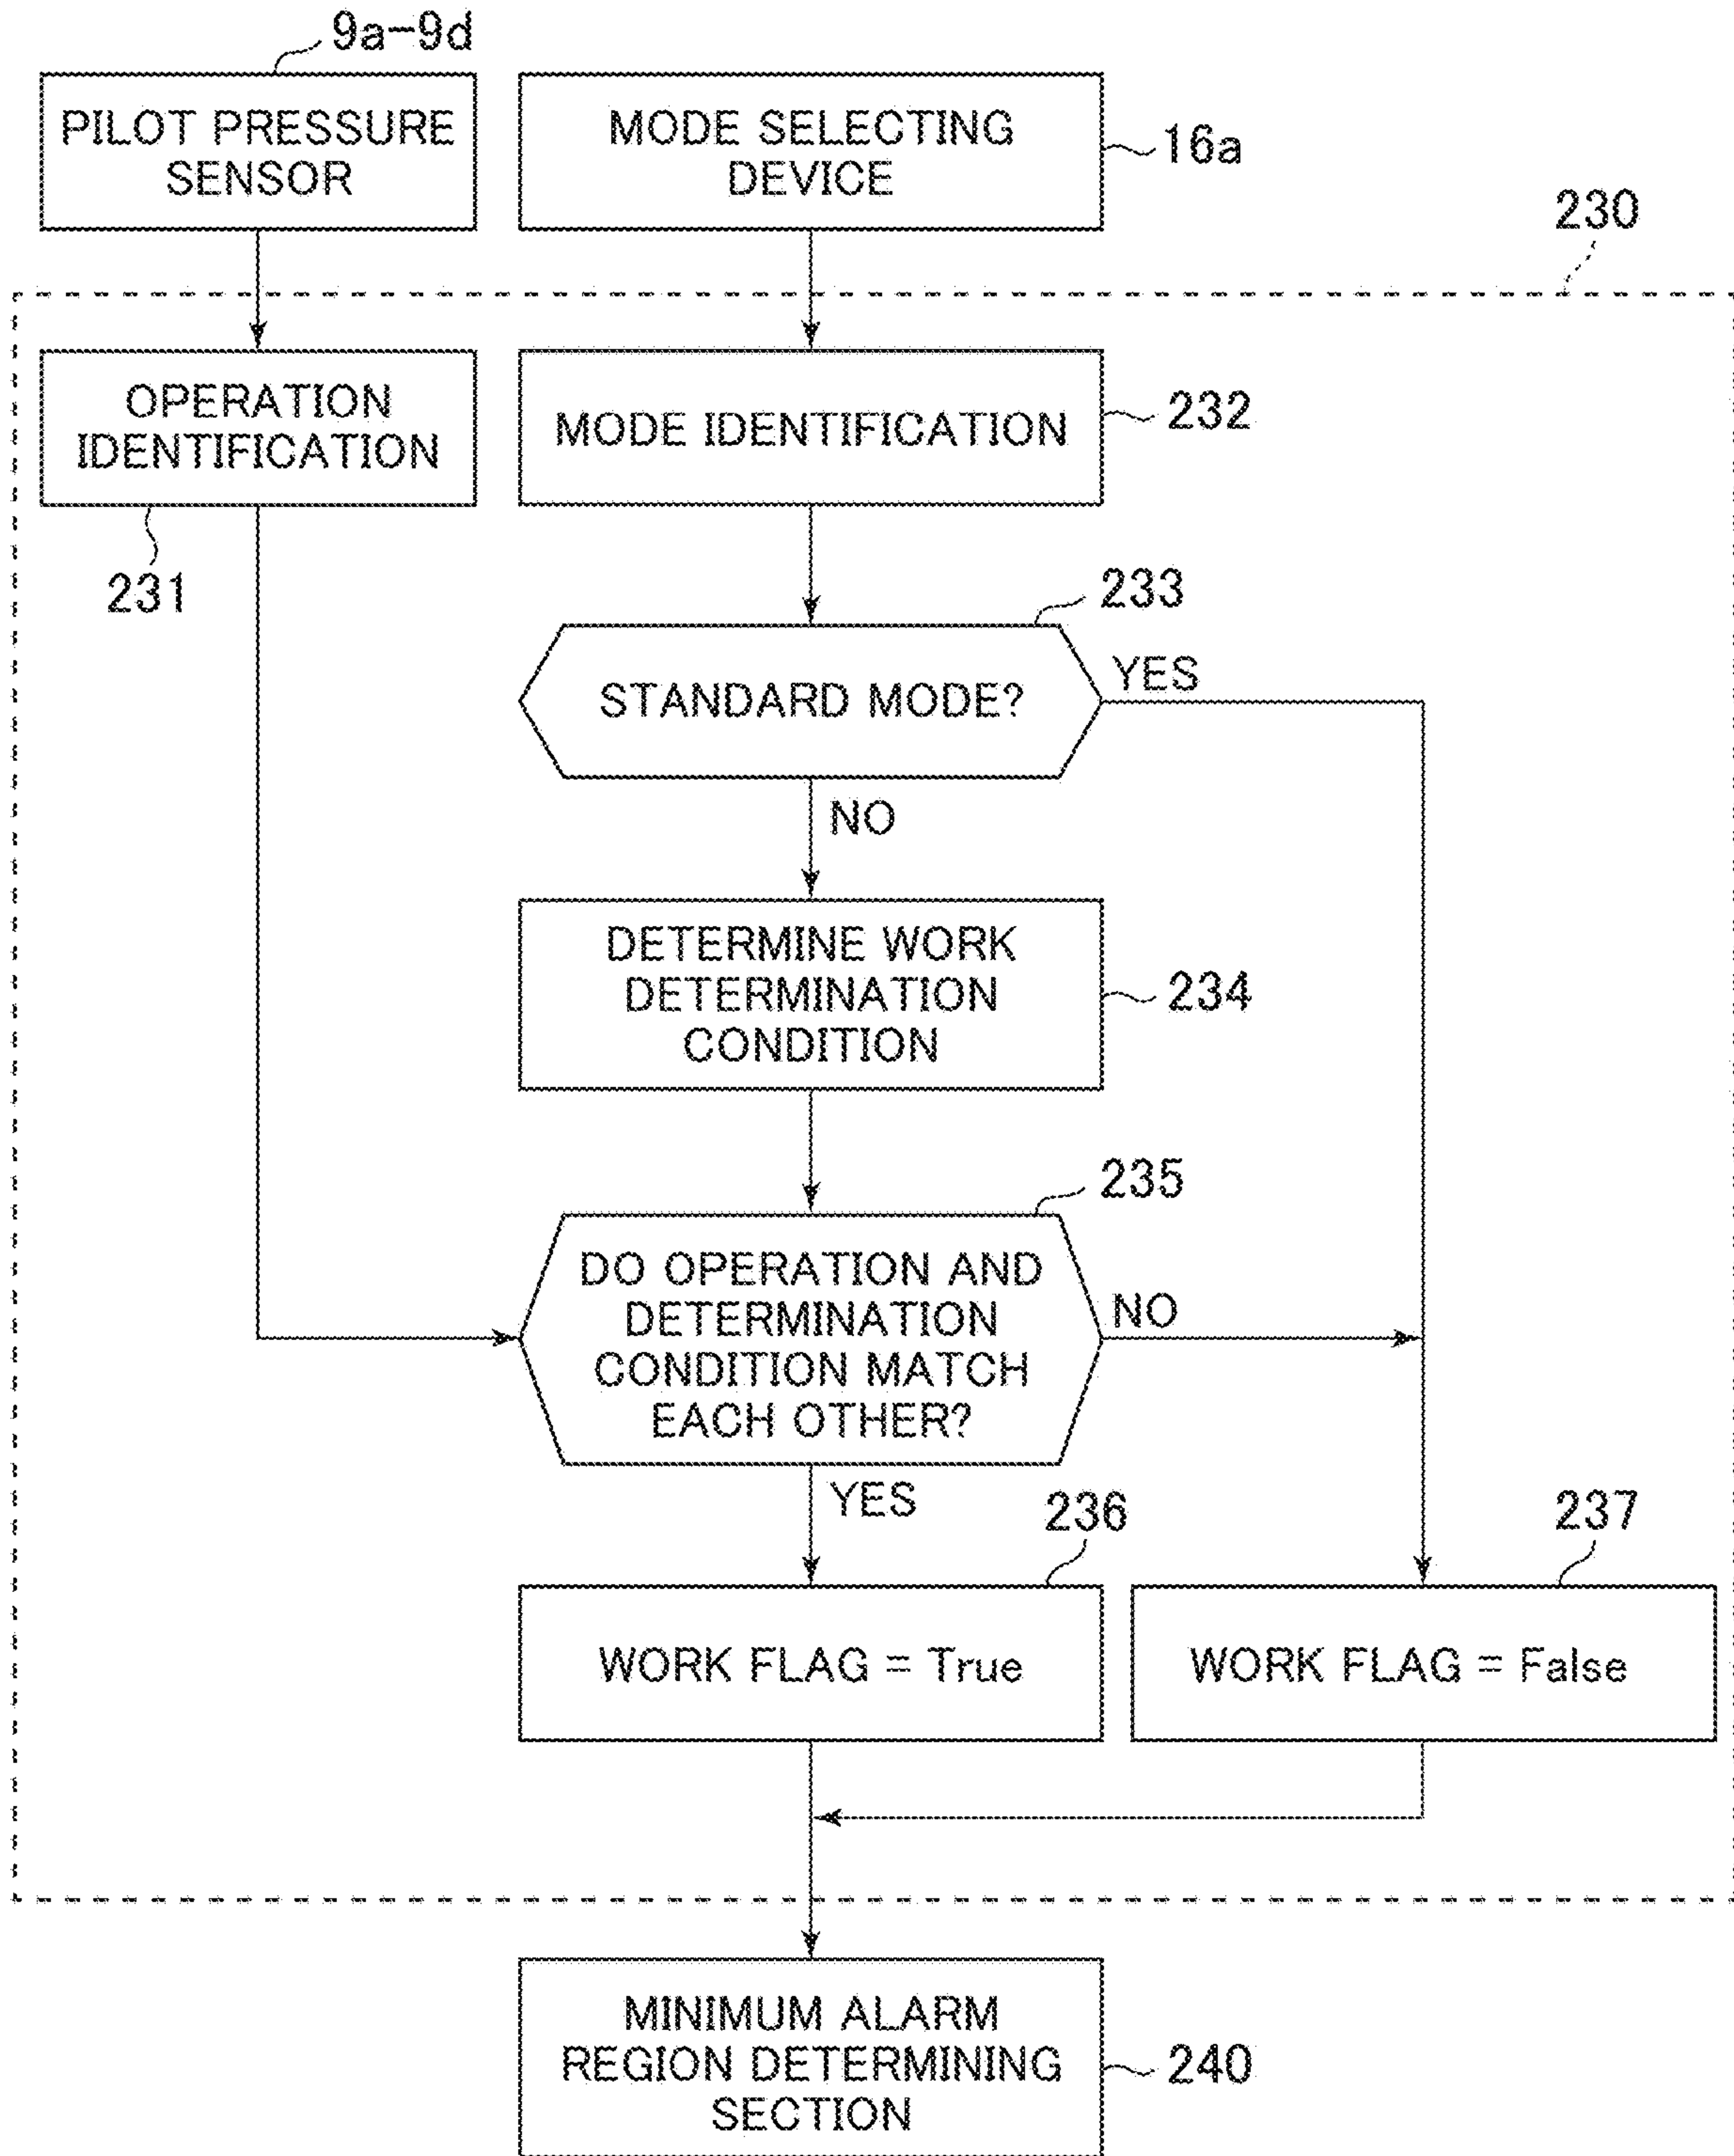 9a-9d
PILOT PRESSURE
SENSOR
MODE SELECTING
DEVICE
16a
230
OPERATION
IDENTIFICATION
231
MODE IDENTIFICATION
232
233
STANDARD MODE?
YES
NO
DETERMINE WORK
DETERMINATION
CONDITION
234
235
DO OPERATION AND
DETERMINATION
CONDITION MATCH
EACH OTHER?
NO
YES
236
237
WORK FLAG = True
WORK FLAG = False
MINIMUM ALARM
REGION DETERMINING
SECTION
240